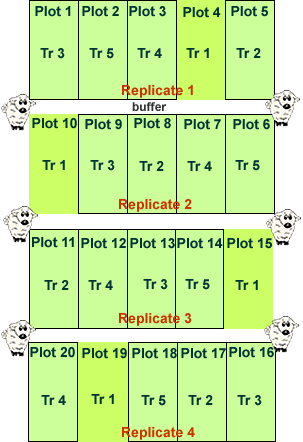 Plot 1 Plot 2 Plot 3 Plot 4 Plot 5
Tr 3 Tr 5 Tr 4 Tr 1 Tr 2
Replicate 1
buffer
Plot 10 Plot 9 Plot 8 Plot 7 Plot 6
Tr 1 Tr 3 Tr 2 Tr 4 Tr 5
Replicate 2
Plot 11 Plot 12 Plot 13 Plot 14 Plot 15
Tr 2 Tr 4 Tr 3 Tr 5 Tr 1
Replicate 3
Plot 20 Plot 19 Plot 18 Plot 17 Plot 16
Tr 4 Tr 1 Tr 5 Tr 2 Tr 3
Replicate 4